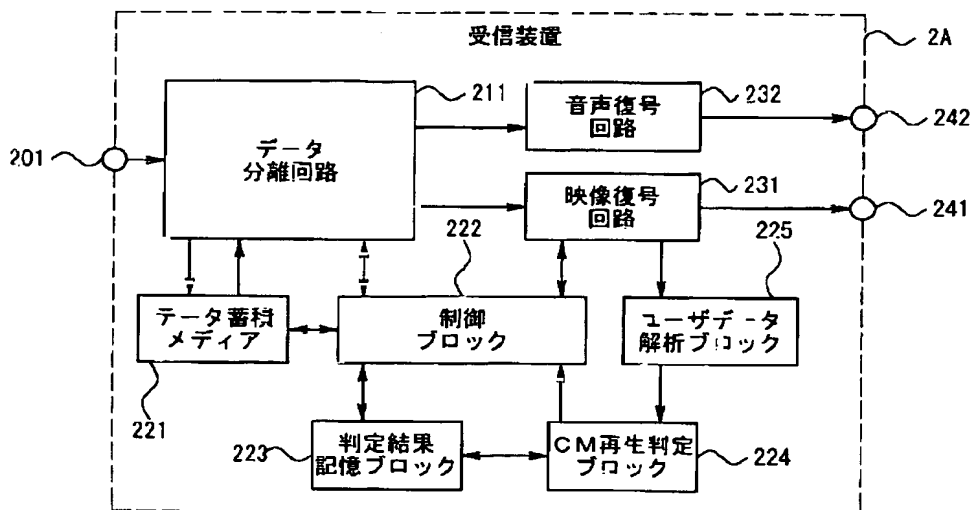 受信装置
2A
211
音声復号
回路
232
242
201
データ
分離回路
映像復号
回路
231
241
222
225
データ蓄積
メディア
制御
ブロック
ユーザデータ
解析ブロック
221
223
判定結果
記憶ブロック
CM再生判定
ブロック
224